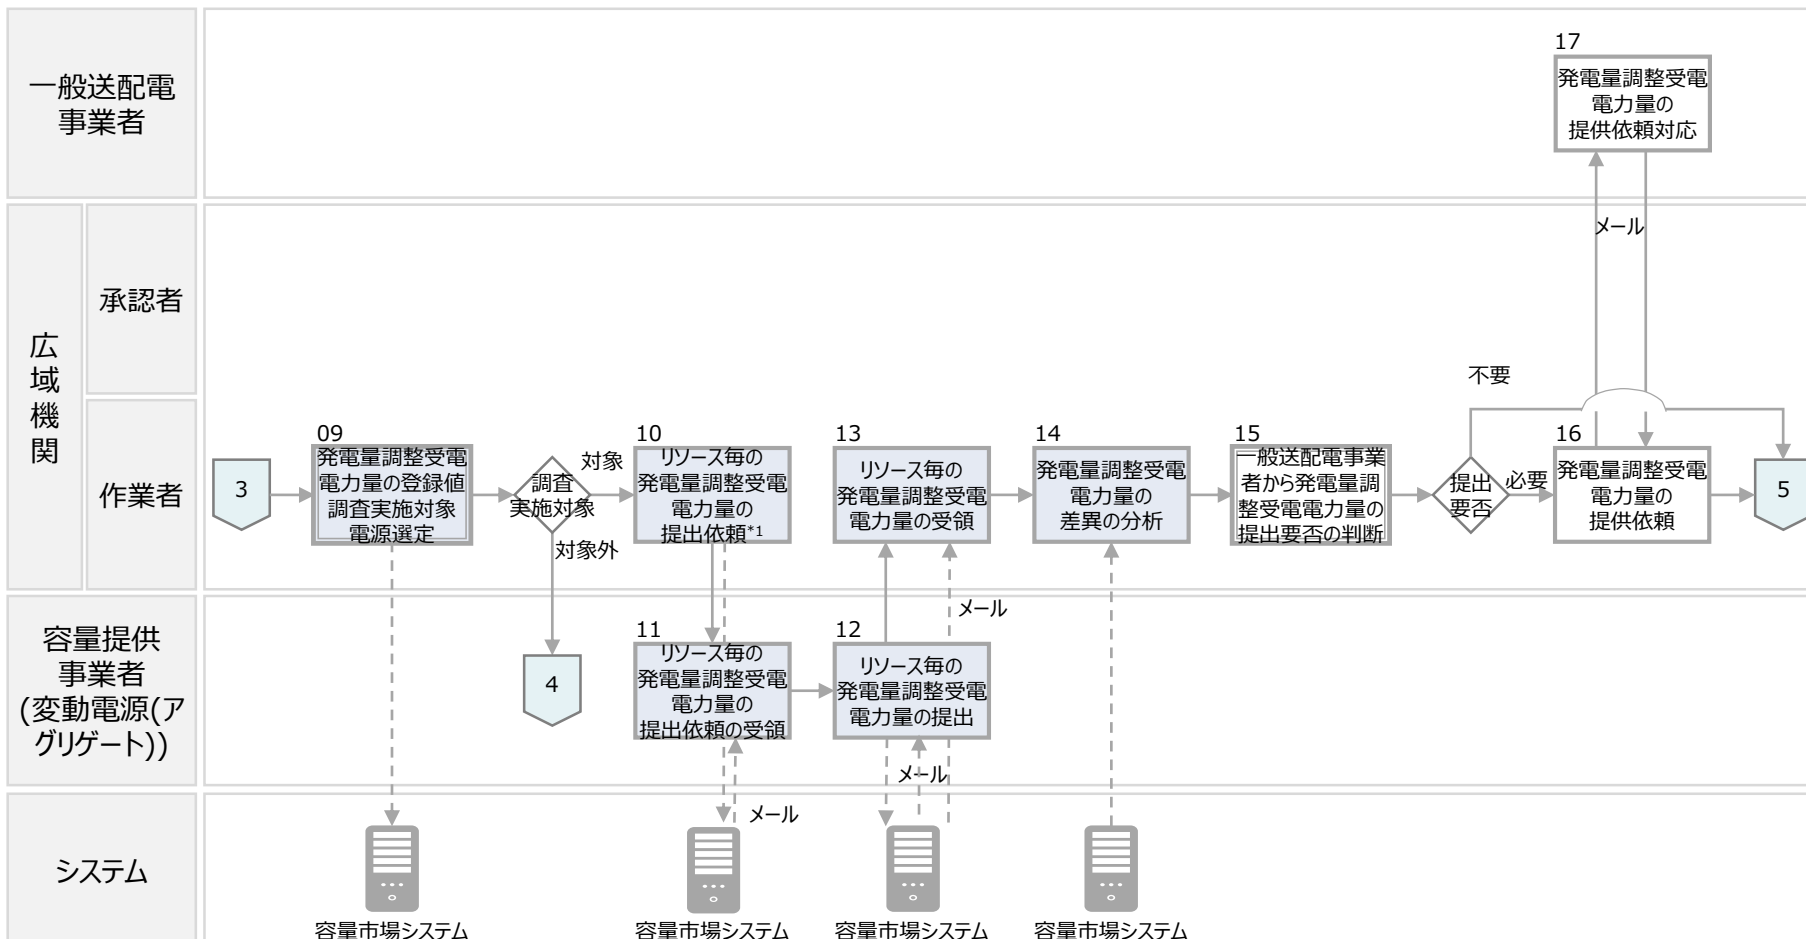 一般送配電
事業者
17
発電量調整受電
電力量の
提供依頼対応
メール
広
域
機
関
承認者
作業者
不要
3
09
発電量調整受電
電力量の登録値
調査実施対象
電源選定
調査
実施対象
対象
対象外
10
リソース毎の
発電量調整受電
電力量の
提出依頼*1
13
リソース毎の
発電量調整受電
電力量の受領
14
発電量調整受電
電力量の
差異の分析
15
一般送配電事業
者から発電量調
整受電電力量の
提出要否の判断
提出
要否
必要
16
発電量調整受電
電力量の
提供依頼
5
容量提供
事業者
(変動電源(ア
グリゲート))
4
11
リソース毎の
発電量調整受電
電力量の
提出依頼の受領
12
リソース毎の
発電量調整受電
電力量の提出
メール
メール
メール
システム
容量市場システム
容量市場システム
容量市場システム
容量市場システム